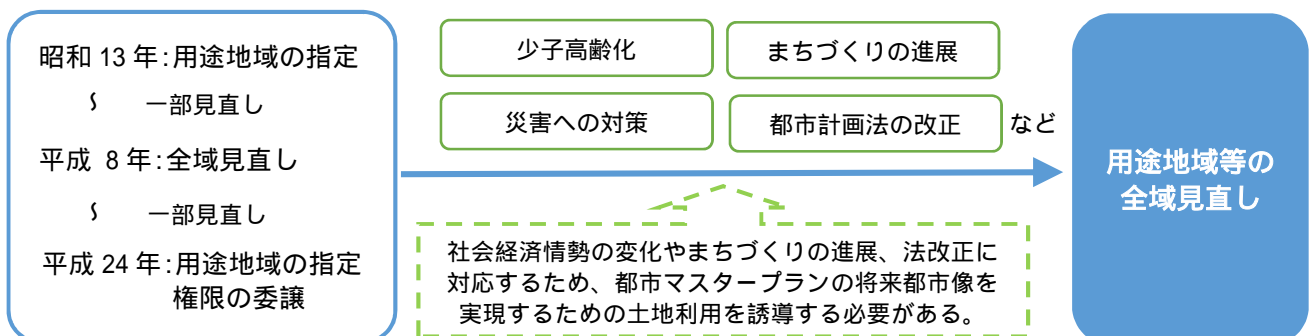 昭和 13 年:用途地域の指定
〜 一部見直し
平成 8 年:全域見直し
〜 一部見直し
平成 24 年:用途地域の指定
権限の委譲
少子高齢化
まちづくりの進展
災害への対策
都市計画法の改正
など
社会経済情勢の変化やまちづくりの進展、法改正に
対応するため、都市マスタープランの将来都市像を
実現するための土地利用を誘導する必要がある。
用途地域等の
全域見直し